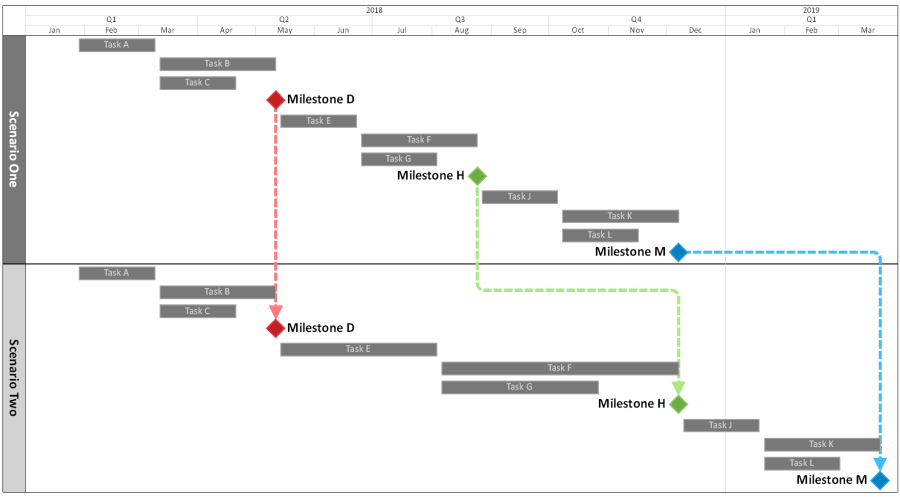 2018 2019
Q1 Q2 Q3 Q4 Q1
Jan Feb Mar Apr May Jun Jul Aug Sep Oct Nov Dec Jan Feb Mar
Scenario One
Task A
Task B
Task C
Milestone D
Task E
Task F
Task G
Milestone H
Task J
Task K
Task L
Milestone M
Scenario Two
Task A
Task B
Task C
Milestone D
Task E
Task F
Task G
Milestone H
Task J
Task K
Task L
Milestone M